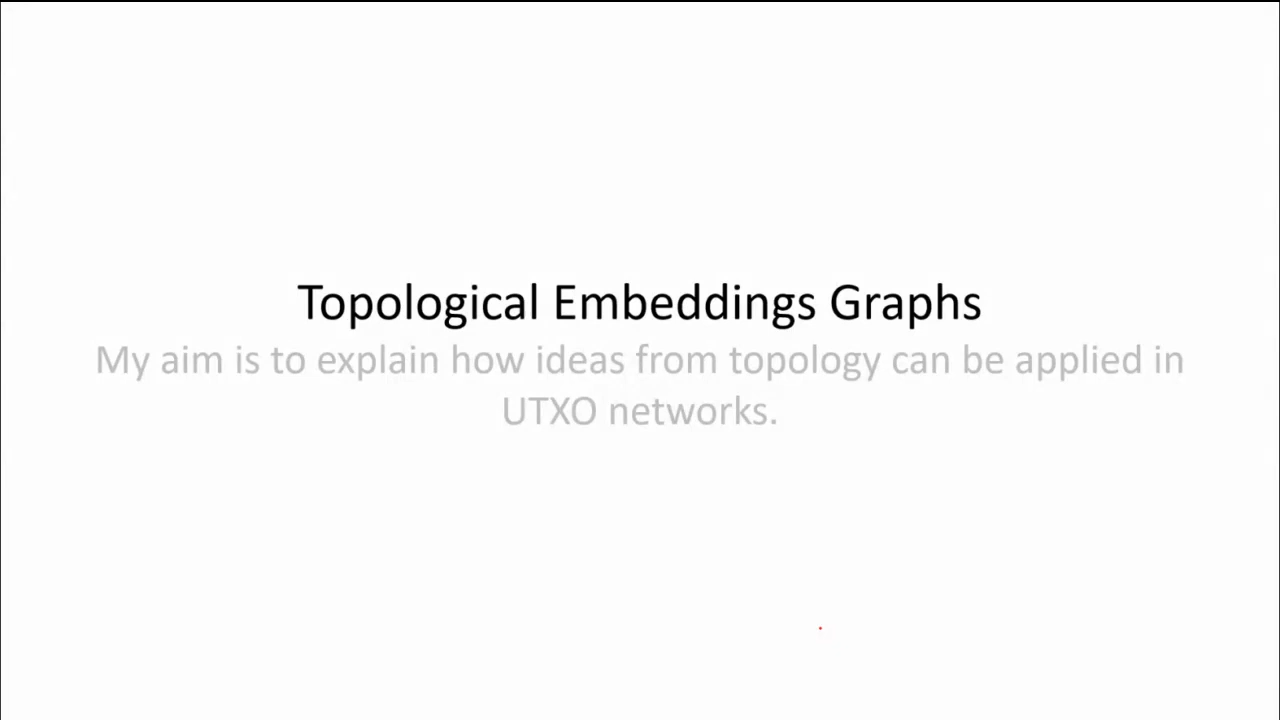 Topological Embeddings Graphs
My aim is to explain how ideas from topology can be applied in
UTXO networks.